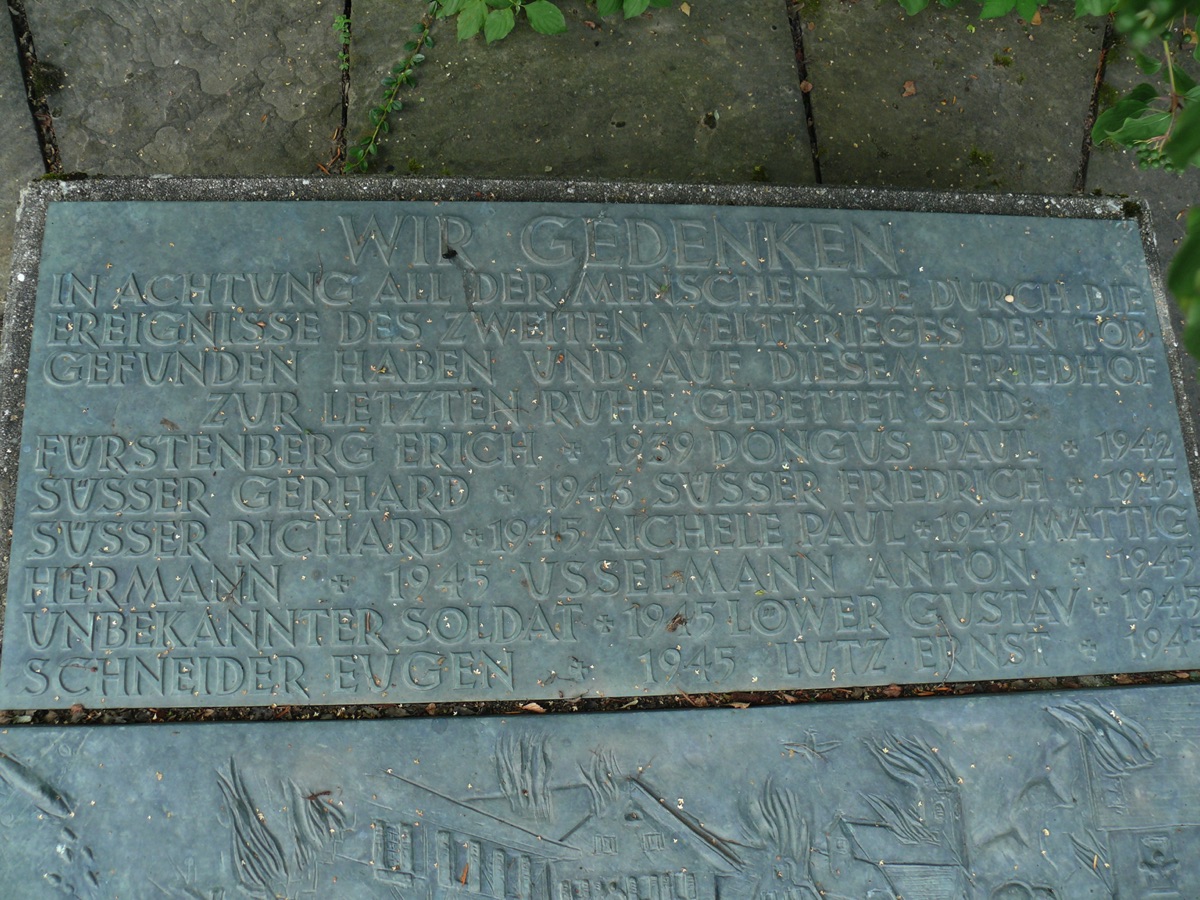 WIR GEDENKEN
IN ACHTUNG ALL DER MENSCHEN, DIE DURCH DIE
EREIGNISSE DES ZWEITEN WELTKRIEGES DEN TOD
GEFUNDEN HABEN UND AUF DIESEM FRIEDHOF
ZUR LETZTEN RUHE GEBETTET SIND:
FÜRSTENBERG ERICH + 1939 DONGUS PAUL + 1942
SÜSSER GERHARD + 1943 SÜSSER FRIEDRICH + 1945
SÜSSER RICHARD + 1945 AICHELE PAUL + 1945 MATTIG
HERMANN + 1945 USSELMANN ANTON + 1945
UNBEKANNTER SOLDAT + 1945 LÖWER GUSTAV + 1945
SCHNEIDER EUGEN + 1945 LUTZ ERNST + 1945